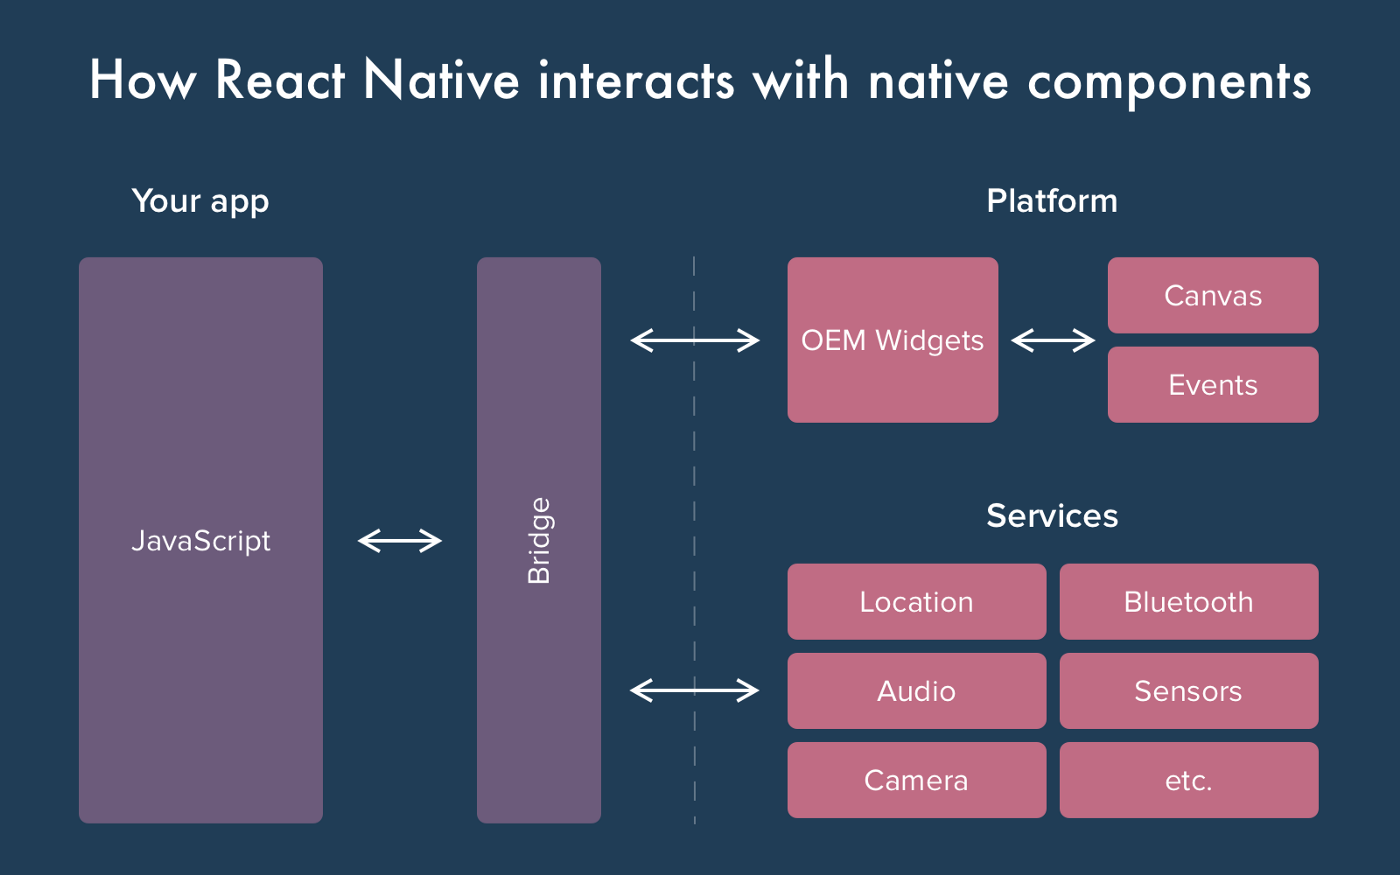 How React Native interacts with native components
Your app
Platform
JavaScript
Bridge
OEM Widgets
Canvas
Events
Services
Location
Bluetooth
Audio
Sensors
Camera
etc.